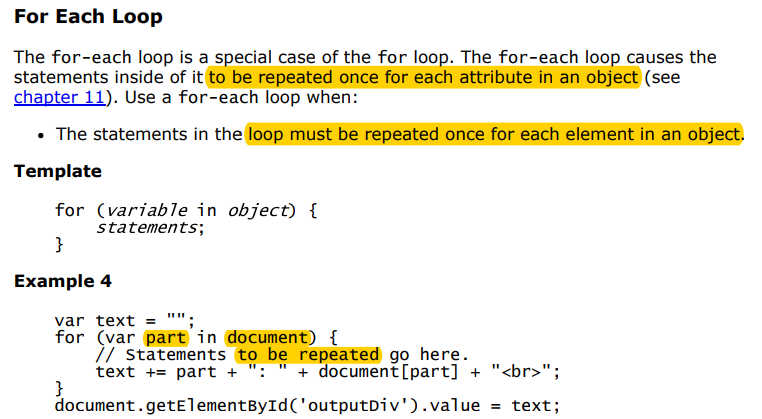 For Each Loop
The for-each loop is a special case of the for loop. The for-each loop causes the
statements inside of it to be repeated once for each attribute in an object (see
chapter 11). Use a for-each loop when:
• The statements in the loop must be repeated once for each element in an object.
Template
for (variable in object) {
statements;
}
Example 4
var text = "";
for (var part in document) {
// Statements to be repeated go here.
text += part + ": " + document[part] + "<br>";
}
document.getElementById('outputDiv').value = text;